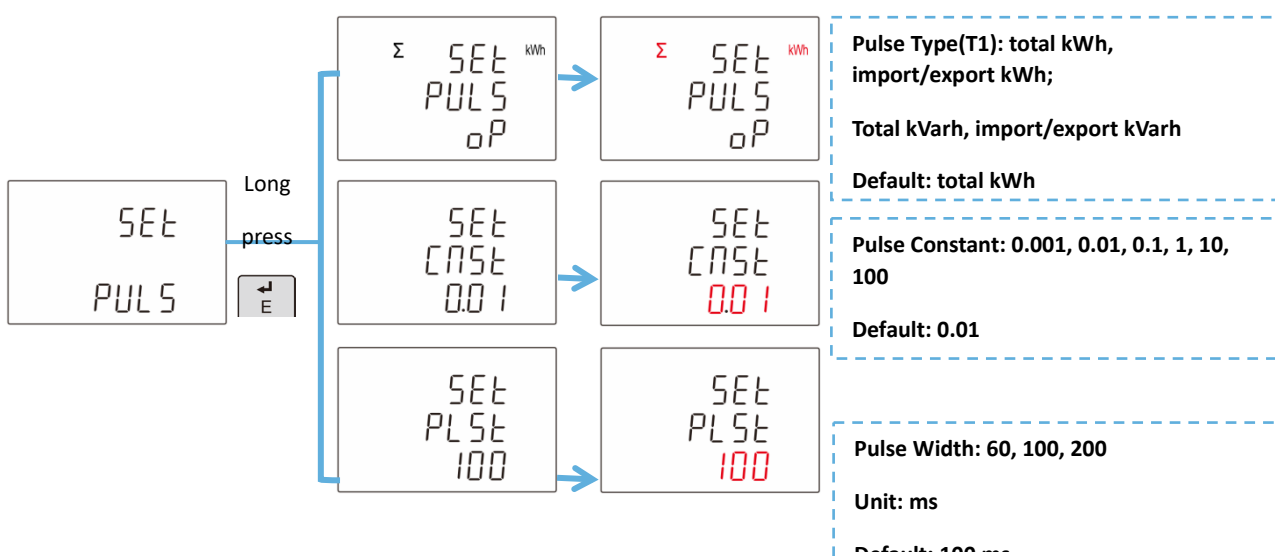 SEt
PULS
Long
press
E
Σ SEt kWh
PULS
oP
Σ SEt kWh
PULS
oP
Pulse Type(T1): total kWh,
import/export kWh;
Total kVarh, import/export kVarh
Default: total kWh
SEt
CnSt
0.01
SEt
CnSt
0.01
Pulse Constant: 0.001, 0.01, 0.1, 1, 10,
100
Default: 0.01
SEt
PLSt
100
SEt
PLSt
100
Pulse Width: 60, 100, 200
Unit: ms
Default: 100 ms